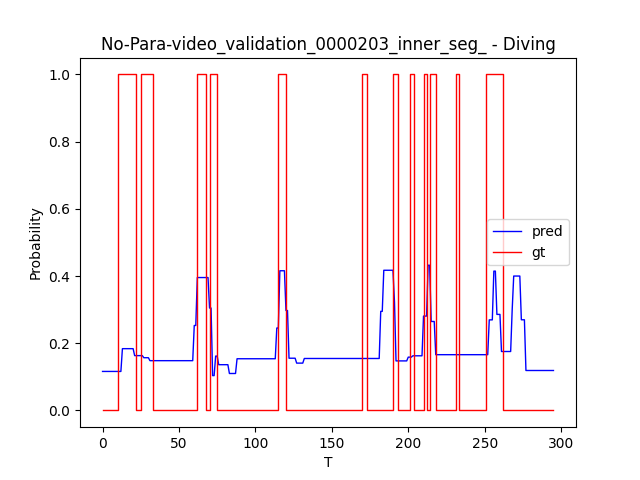 No-Para-video_validation_0000203_inner_seg_ - Diving
Probability
1.0
0.8
0.6
0.4
0.2
0.0
pred
gt
0 50 100 150 200 250 300
T